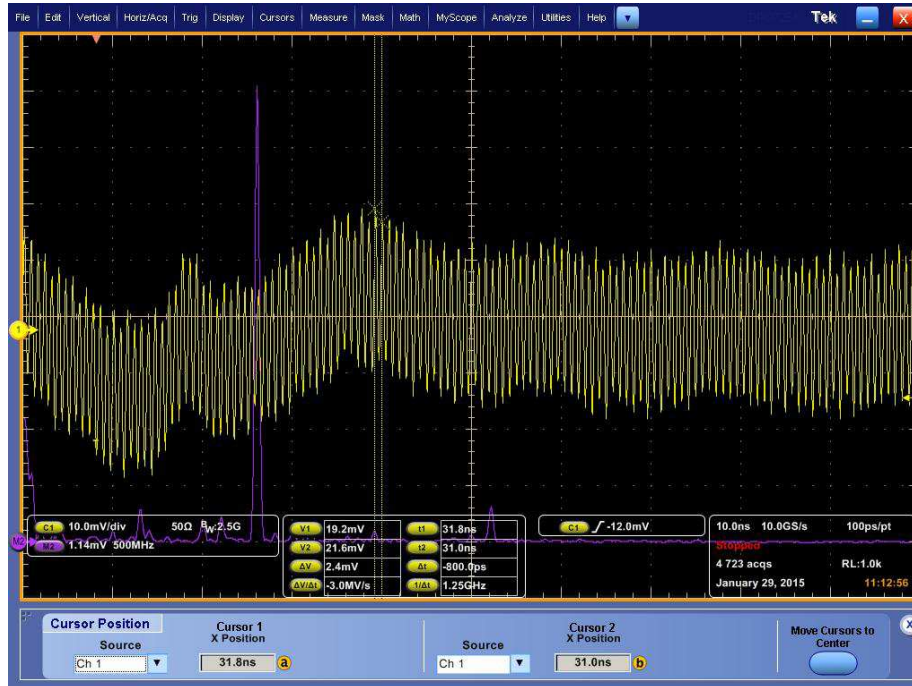 File Edit Vertical Horiz/Acq Trig Display Cursors Measure Mask Math MyScope Analyze Utilities Help Tek X
1
C1 10.0mV/div 50Ω BW:2.5G
M2 1.14mV 500MHz
M2
V1 19.2mV t1 31.8ns
V2 21.6mV t2 31.0ns
ΔV 2.4mV Δt -800.0ps
ΔV/Δt -3.0MV/s 1/Δt 1.25GHz
C1 -12.0mV
10.0ns 10.0GS/s 100ps/pt
Stopped
4 723 acqs RL:1.0k
January 29, 2015 11:12:56
Cursor Position
Source
Ch 1
Cursor 1
X Position
31.8ns a
Source
Ch 1
Cursor 2
X Position
31.0ns b
Move Cursors to
Center
X